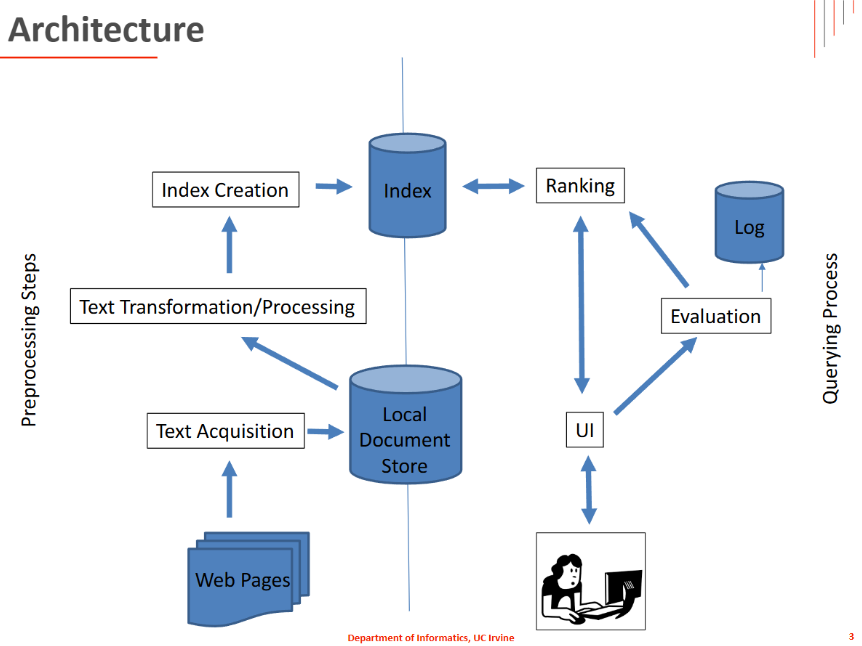 Architecture
Index Creation
Index
Ranking
Log
Preprocessing Steps
Text Transformation/Processing
Evaluation
Querying Process
Text Acquisition
Local
Document
Store
UI
Web Pages
Department of Informatics, UC Irvine
3